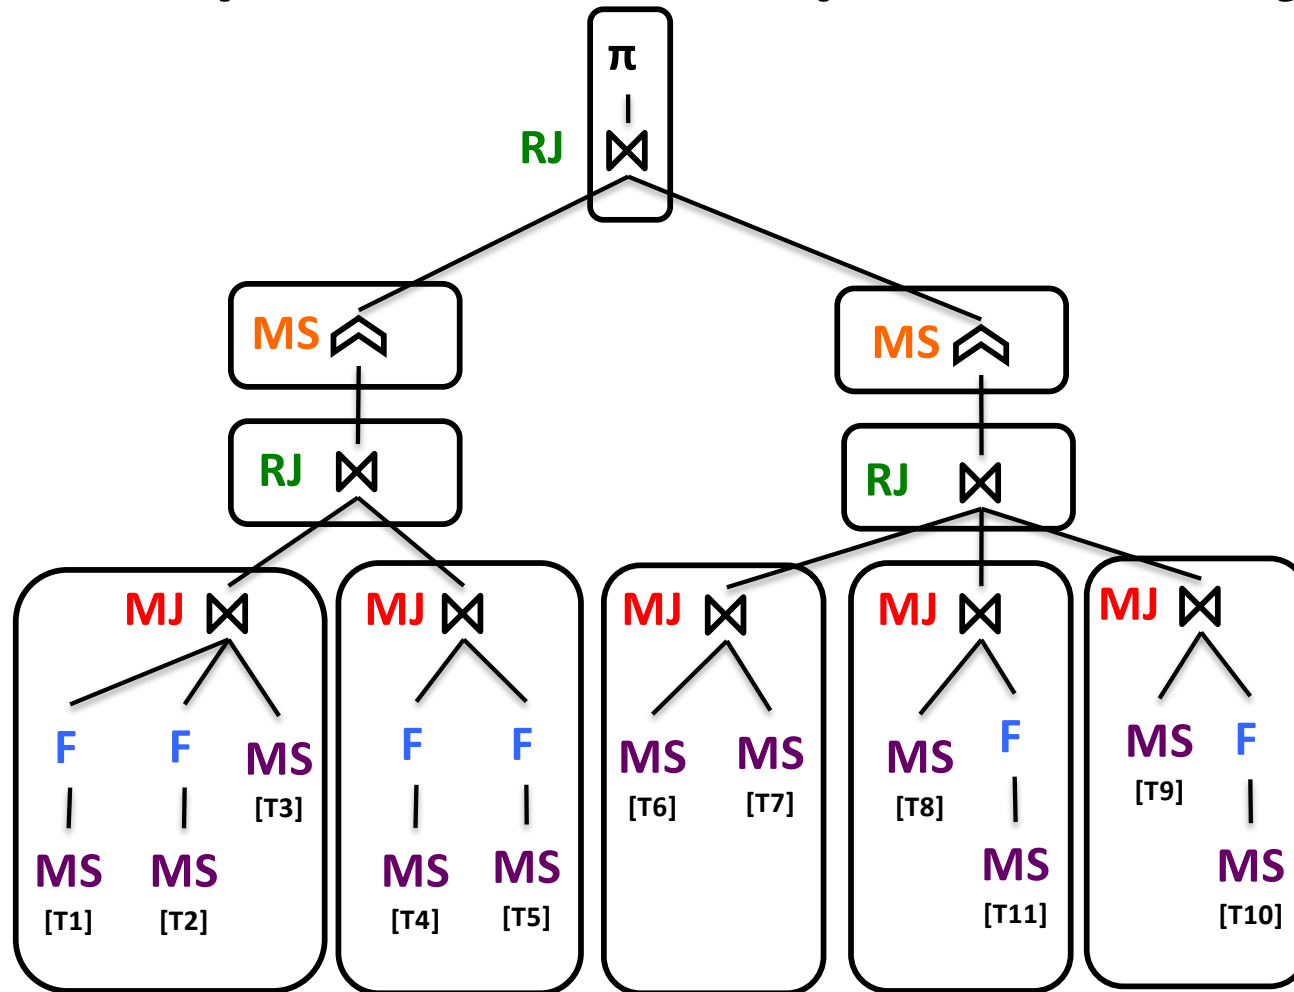 π
RJ
MS
MS
RJ
RJ
MJ
MJ
MJ
MJ
MJ
F
F
MS
[T3]
F
F
MS
[T6]
MS
[T7]
MS
[T8]
F
MS
[T9]
F
MS
[T1]
MS
[T2]
MS
[T4]
MS
[T5]
MS
[T11]
MS
[T10]